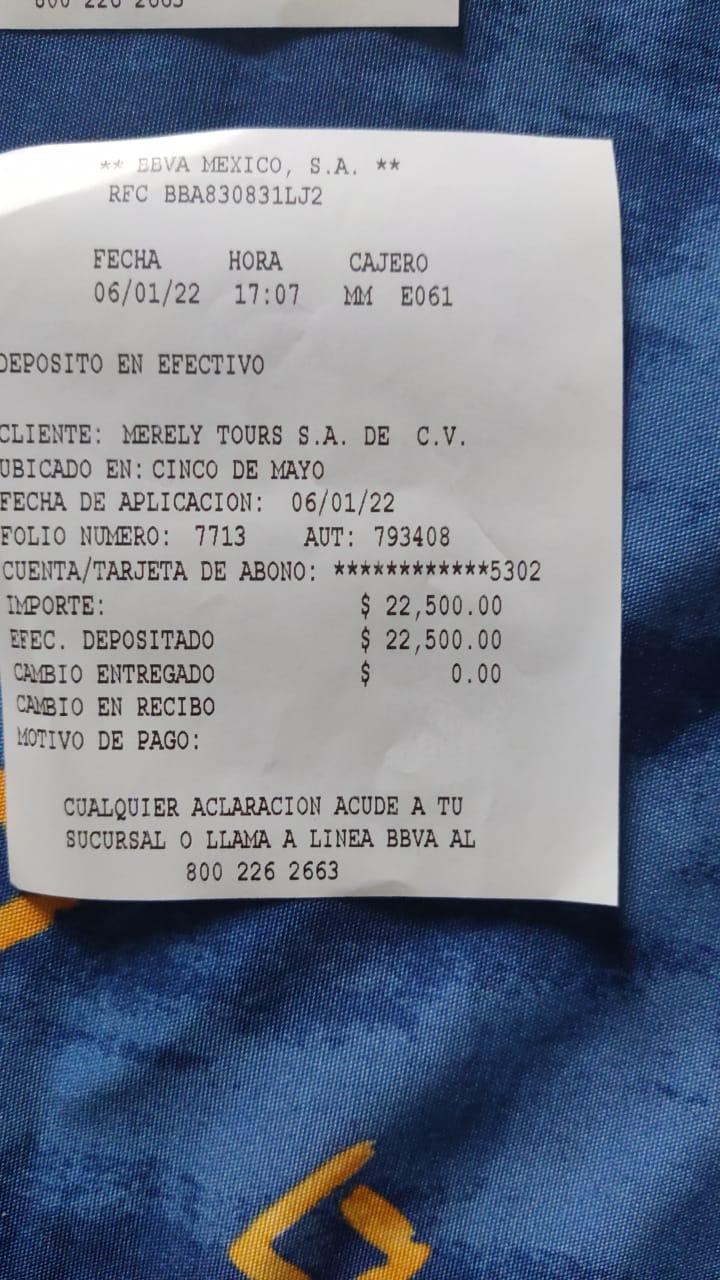 800 226 2663
** BBVA MEXICO, S.A. **
RFC BBA830831LJ2
FECHA HORA CAJERO
06/01/22 17:07 MM E061
DEPOSITO EN EFECTIVO
CLIENTE: MERELY TOURS S.A. DE C.V.
UBICADO EN: CINCO DE MAYO
FECHA DE APLICACION: 06/01/22
FOLIO NUMERO: 7713 AUT: 793408
CUENTA/TARJETA DE ABONO: ************5302
IMPORTE: $ 22,500.00
EFEC. DEPOSITADO $ 22,500.00
CAMBIO ENTREGADO $ 0.00
CAMBIO EN RECIBO
MOTIVO DE PAGO:
CUALQUIER ACLARACION ACUDE A TU
SUCURSAL O LLAMA A LINEA BBVA AL
800 226 2663